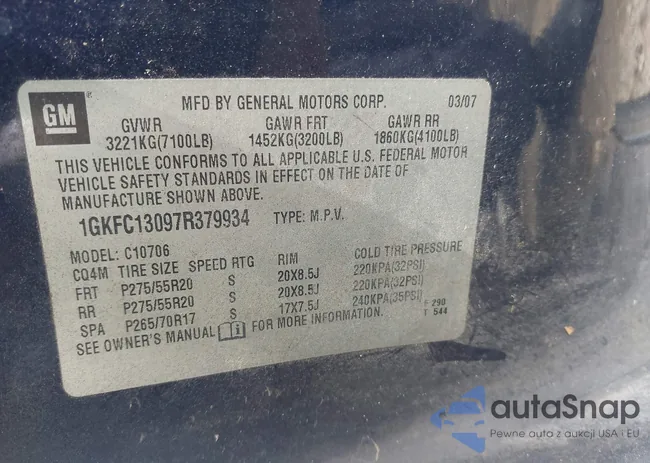 GM
MFD BY GENERAL MOTORS CORP. 03/07
GVWR GAWR FRT GAWR RR
3221KG(7100LB) 1452KG(3200LB) 1860KG(4100LB)
THIS VEHICLE CONFORMS TO ALL APPLICABLE U.S. FEDERAL MOTOR
VEHICLE SAFETY STANDARDS IN EFFECT ON THE DATE OF
MANUFACTURE SHOWN ABOVE.
1GKFC13097R379934 TYPE: M.P.V.
MODEL: C10706
CO4M TIRE SIZE SPEED RTG RIM COLD TIRE PRESSURE
FRT P275/55R20 S 20X8.5J 220KPA(32PSI)
RR P275/55R20 S 20X8.5J 220KPA(32PSI)
SPA P265/70R17 S 17X7.5J 240KPA(35PSI)
SEE OWNER'S MANUAL FOR MORE INFORMATION.
F 290
T 544
autaSnap
Pewne auta z aukcji USA i EU